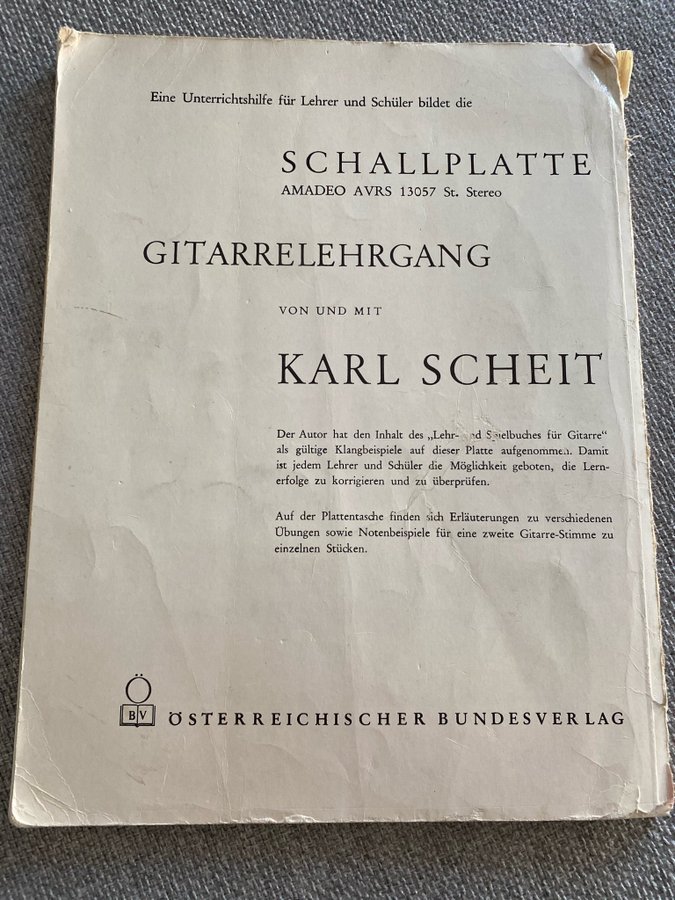 Eine Unterrichtshilfe für Lehrer und Schüler bildet die
SCHALLPLATTE
AMADEO AVRS 13057 St. Stereo
GITARRELEHRGANG
VON UND MIT
KARL SCHEIT
Der Autor hat den Inhalt des „Lehr- und Spielbuches für Gitarre“
als gültige Klangbeispiele auf dieser Platte aufgenommen. Damit
ist jedem Lehrer und Schüler die Möglichkeit geboten, die Lern-
erfolge zu korrigieren und zu überprüfen.
Auf der Plattentasche finden sich Erläuterungen zu verschiedenen
Übungen sowie Notenbeispiele für eine zweite Gitarre-Stimme zu
einzelnen Stücken.
Ö
BV
ÖSTERREICHISCHER BUNDESVERLAG